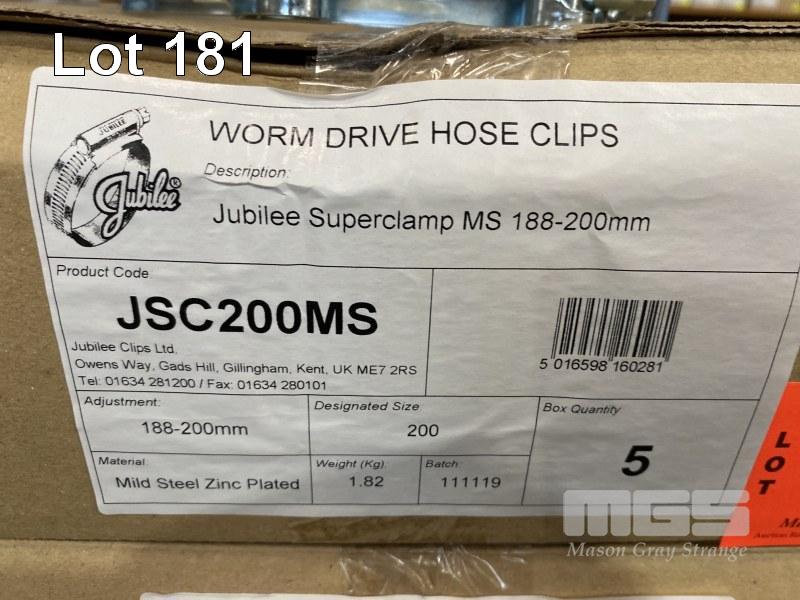 Lot 181
WORM DRIVE HOSE CLIPS
JUBILEE
Jubilee®
Description:
Jubilee Superclamp MS 188-200mm
Product Code
JSC200MS
Jubilee Clips Ltd.
Owens Way, Gads Hill, Gillingham, Kent, UK ME7 2RS
Tel: 01634 281200 / Fax: 01634 280101
5 016598 160281
Adjustment:
188-200mm
Designated Size
200
Box Quantity
5
Material:
Mild Steel Zinc Plated
Weight (Kg)
1.82
Batch:
111119
LOT
MGS
Mason Gray Strange